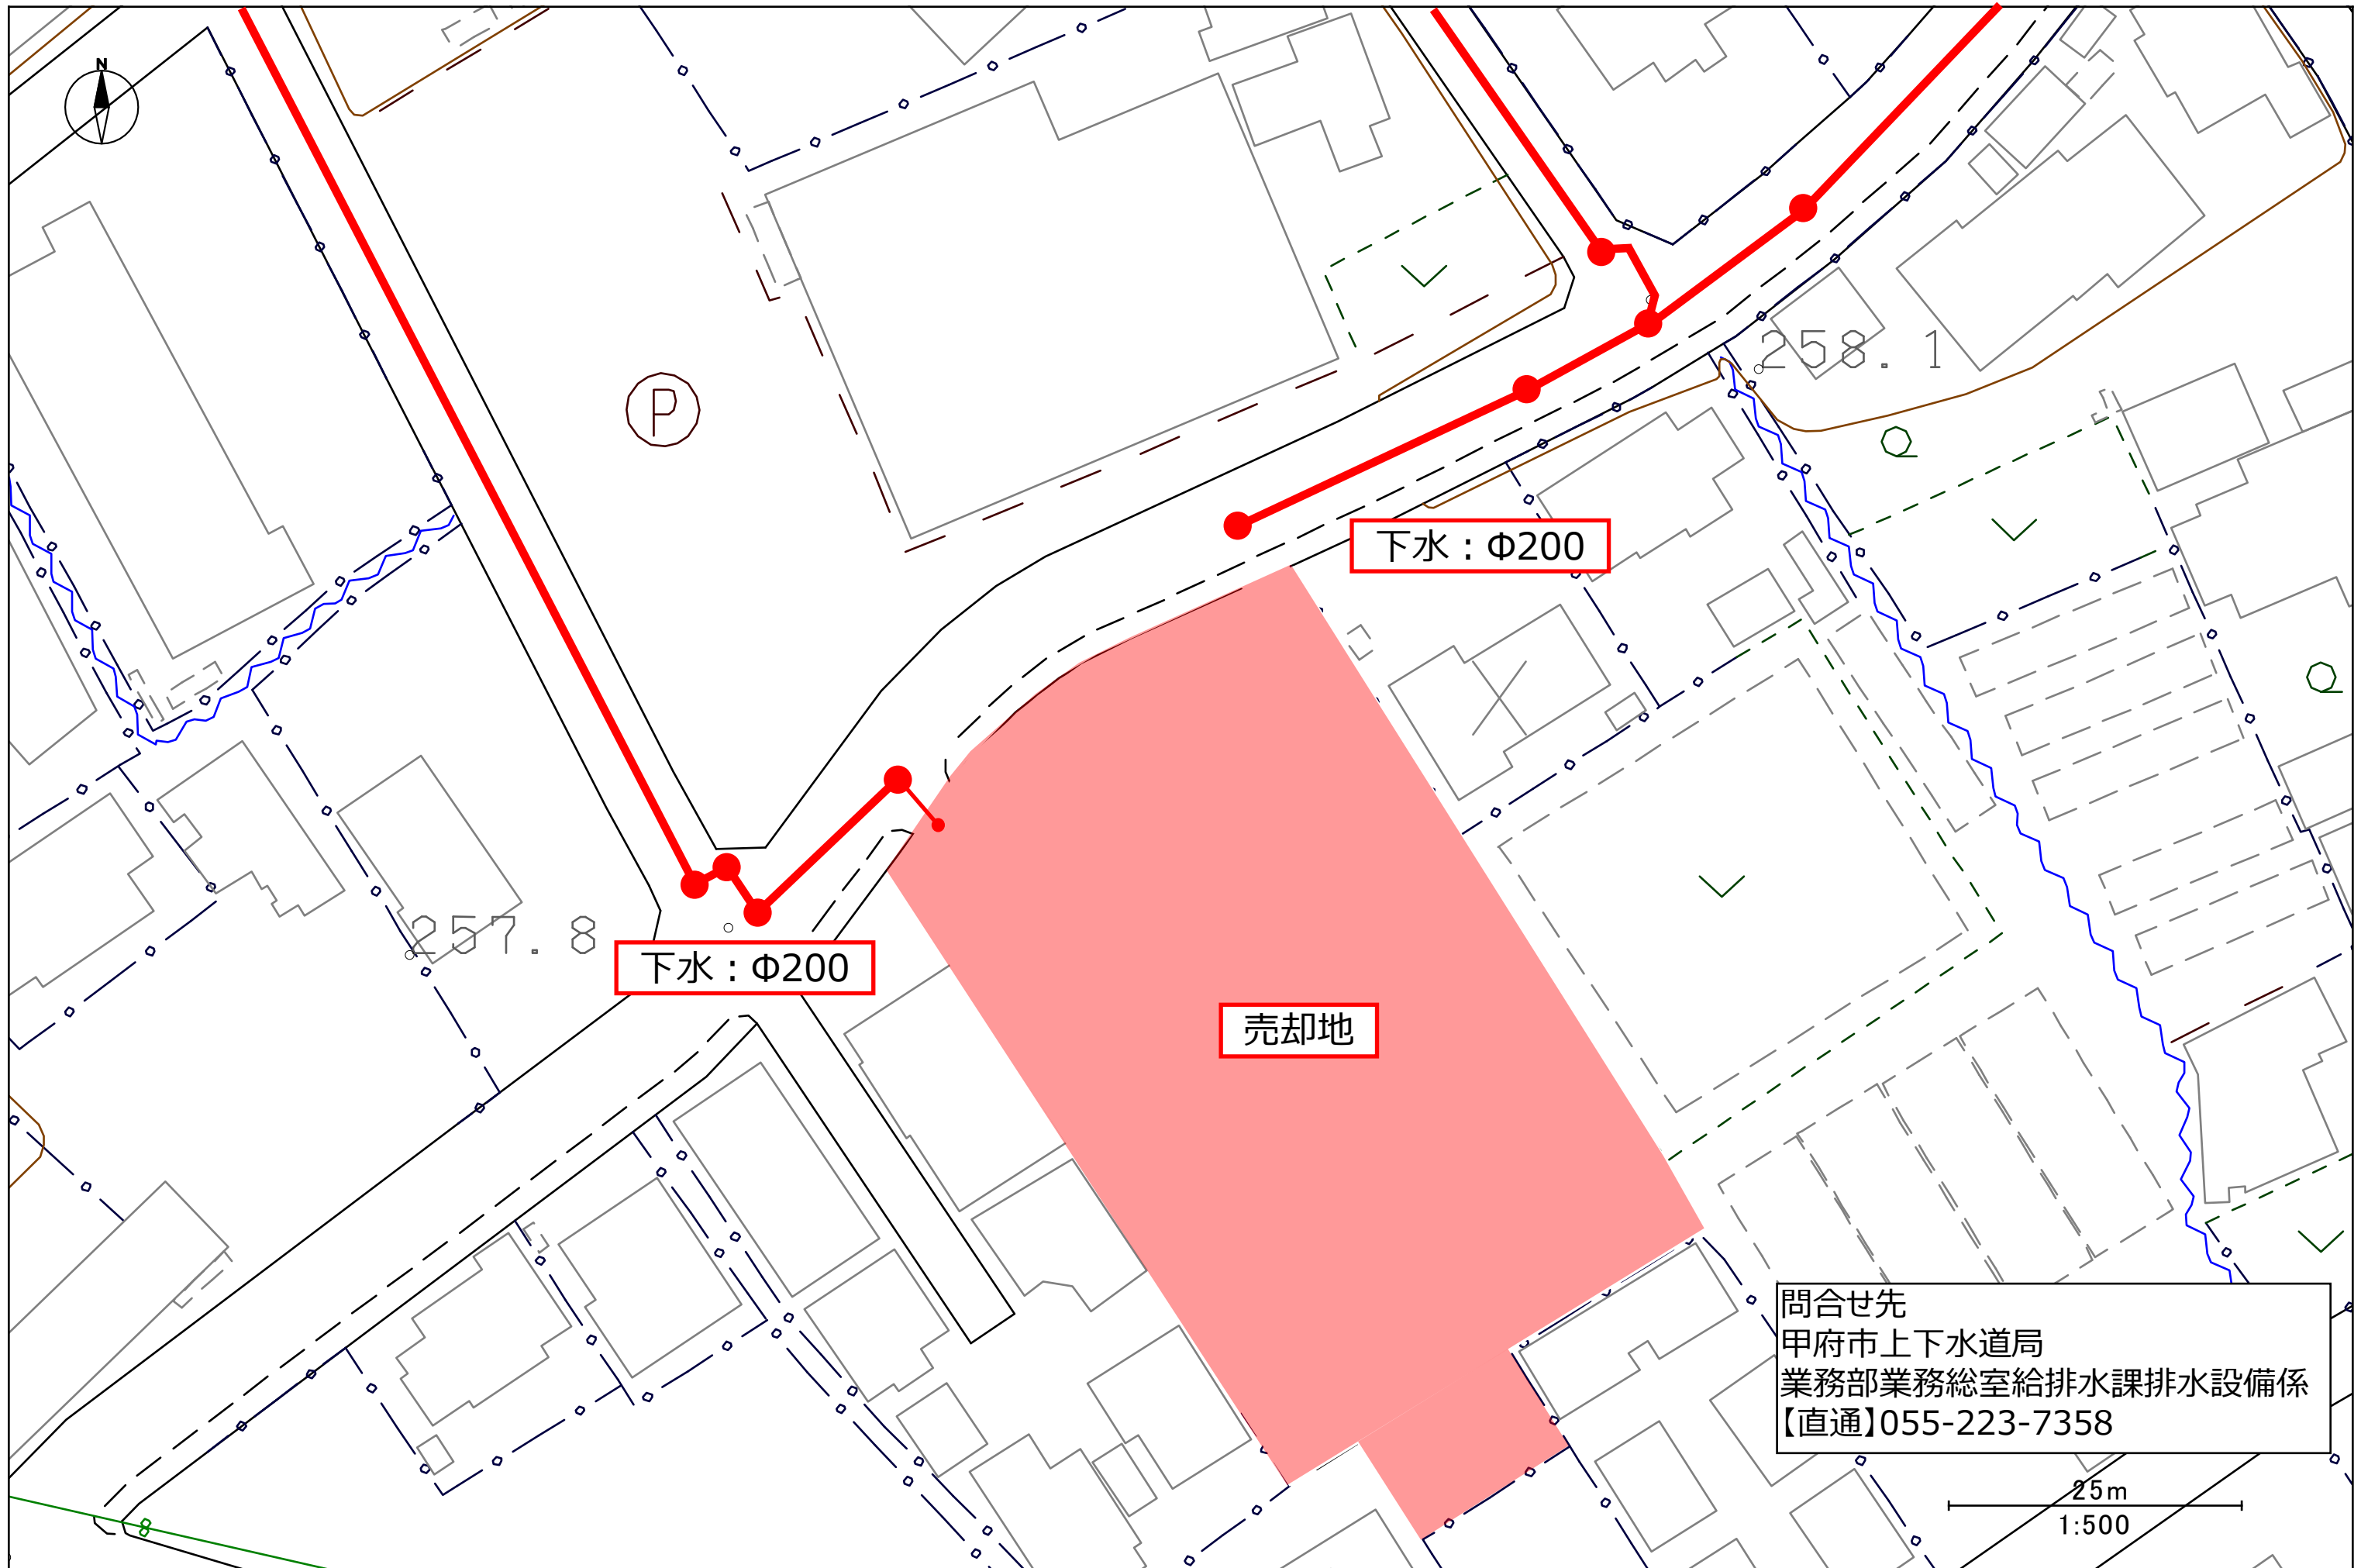 N
P
258.1
下水：Φ200
257.8
下水：Φ200
売却地
問合せ先
甲府市上下水道局
業務部業務総室給排水課排水設備係
【直通】055-223-7358
25m
1:500
8